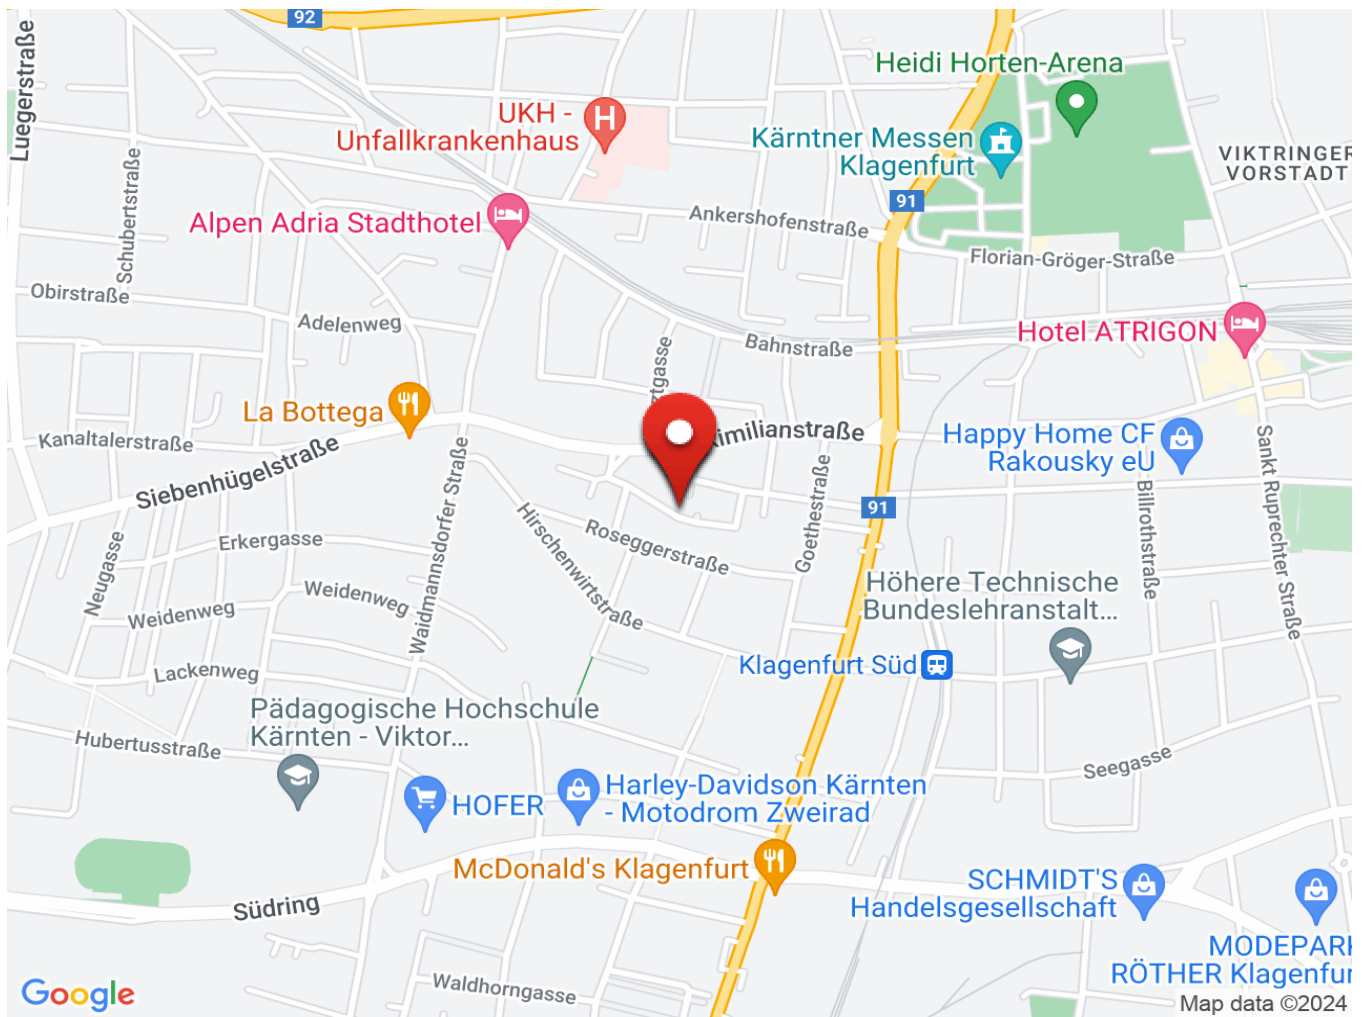 92
Luegerstraße
Heidi Horten-Arena
UKH -
Unfallkrankenhaus
Kärntner Messen
Klagenfurt
VIKTRINGER
VORSTADT
Schubertstraße
91
Alpen Adria Stadthotel
Ankershofenstraße
Florian-Gröger-Straße
Obirstraße
Adelenweg
Bahnstraße
Hotel ATRIGON
ztgasse
La Bottega
Kanaltalerstraße
Siebenhügelstraße
ximilianstraße
Happy Home CF
Rakousky eU
Sankt Ruprechter Straße
Waidmannsdorfer Straße
91
Billrothstraße
Goethestraße
Hirschenwirtstraße
Roseggerstraße
Erkergasse
Neugasse
Weidenweg
Weidenweg
Höhere Technische
Bundeslehranstalt...
Lackenweg
Klagenfurt Süd
Pädagogische Hochschule
Kärnten - Viktor...
Hubertusstraße
Seegasse
HOFER
Harley-Davidson Kärnten
- Motodrom Zweirad
McDonald's Klagenfurt
SCHMIDT'S
Handelsgesellschaft
Südring
MODEPARK
RÖTHER Klagenfur
Waldhorngasse
Google
Map data ©2024